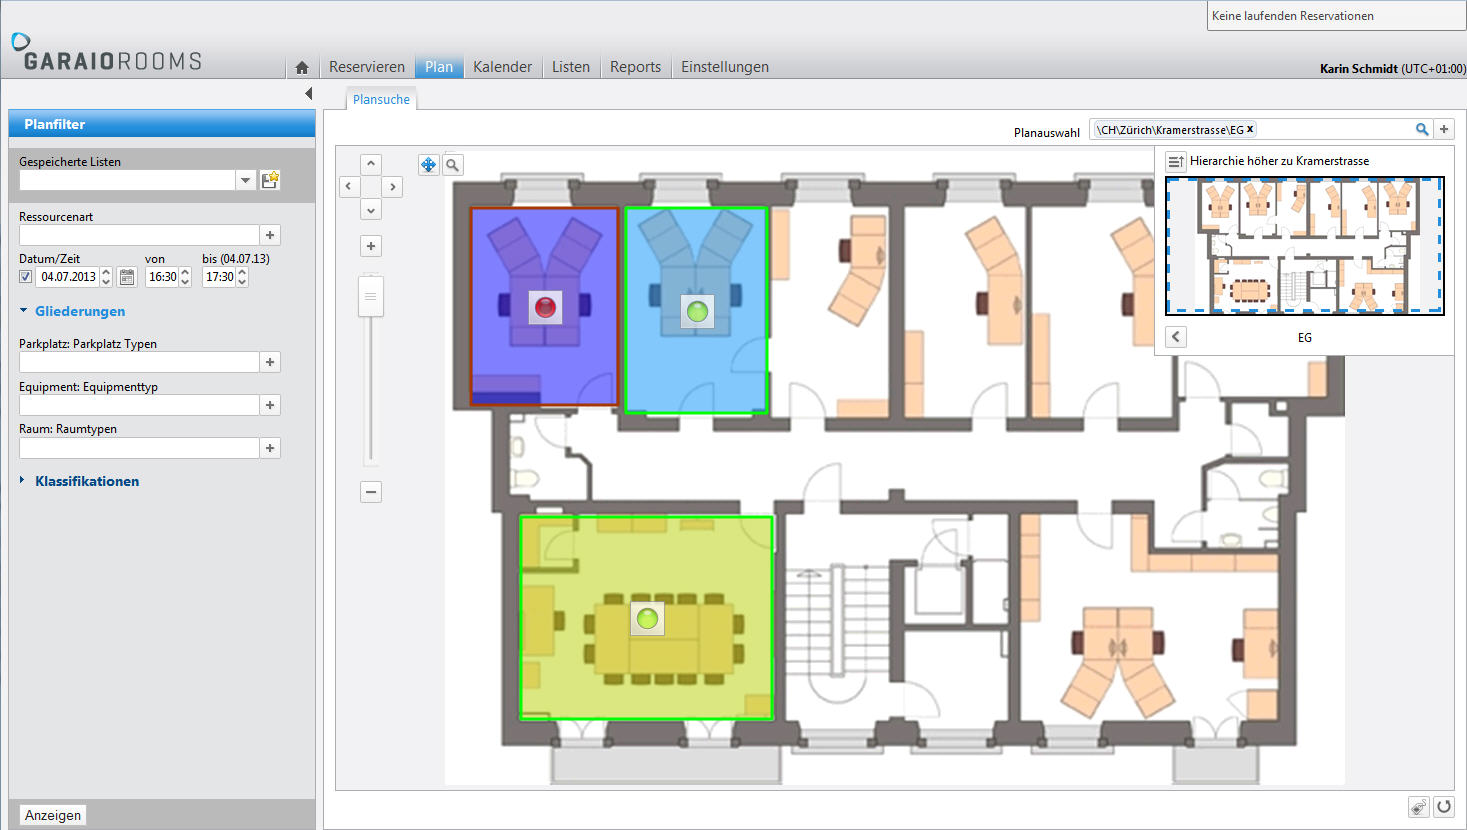 Keine laufenden Reservationen
GARAIOROOMS
Reservieren Plan Kalender Listen Reports Einstellungen
Karin Schmidt (UTC+01:00)
Plansuche
Planfilter
Planauswahl \CH\Zürich\Kramerstrasse\EG x
Gespeicherte Listen
Hierarchie höher zu Kramerstrasse
Ressourcenart
Datum/Zeit von bis (04.07.13)
04.07.2013 16:30 17:30
Gliederungen
EG
Parkplatz: Parkplatz Typen
Equipment: Equipmenttyp
Raum: Raumtypen
Klassifikationen
Anzeigen